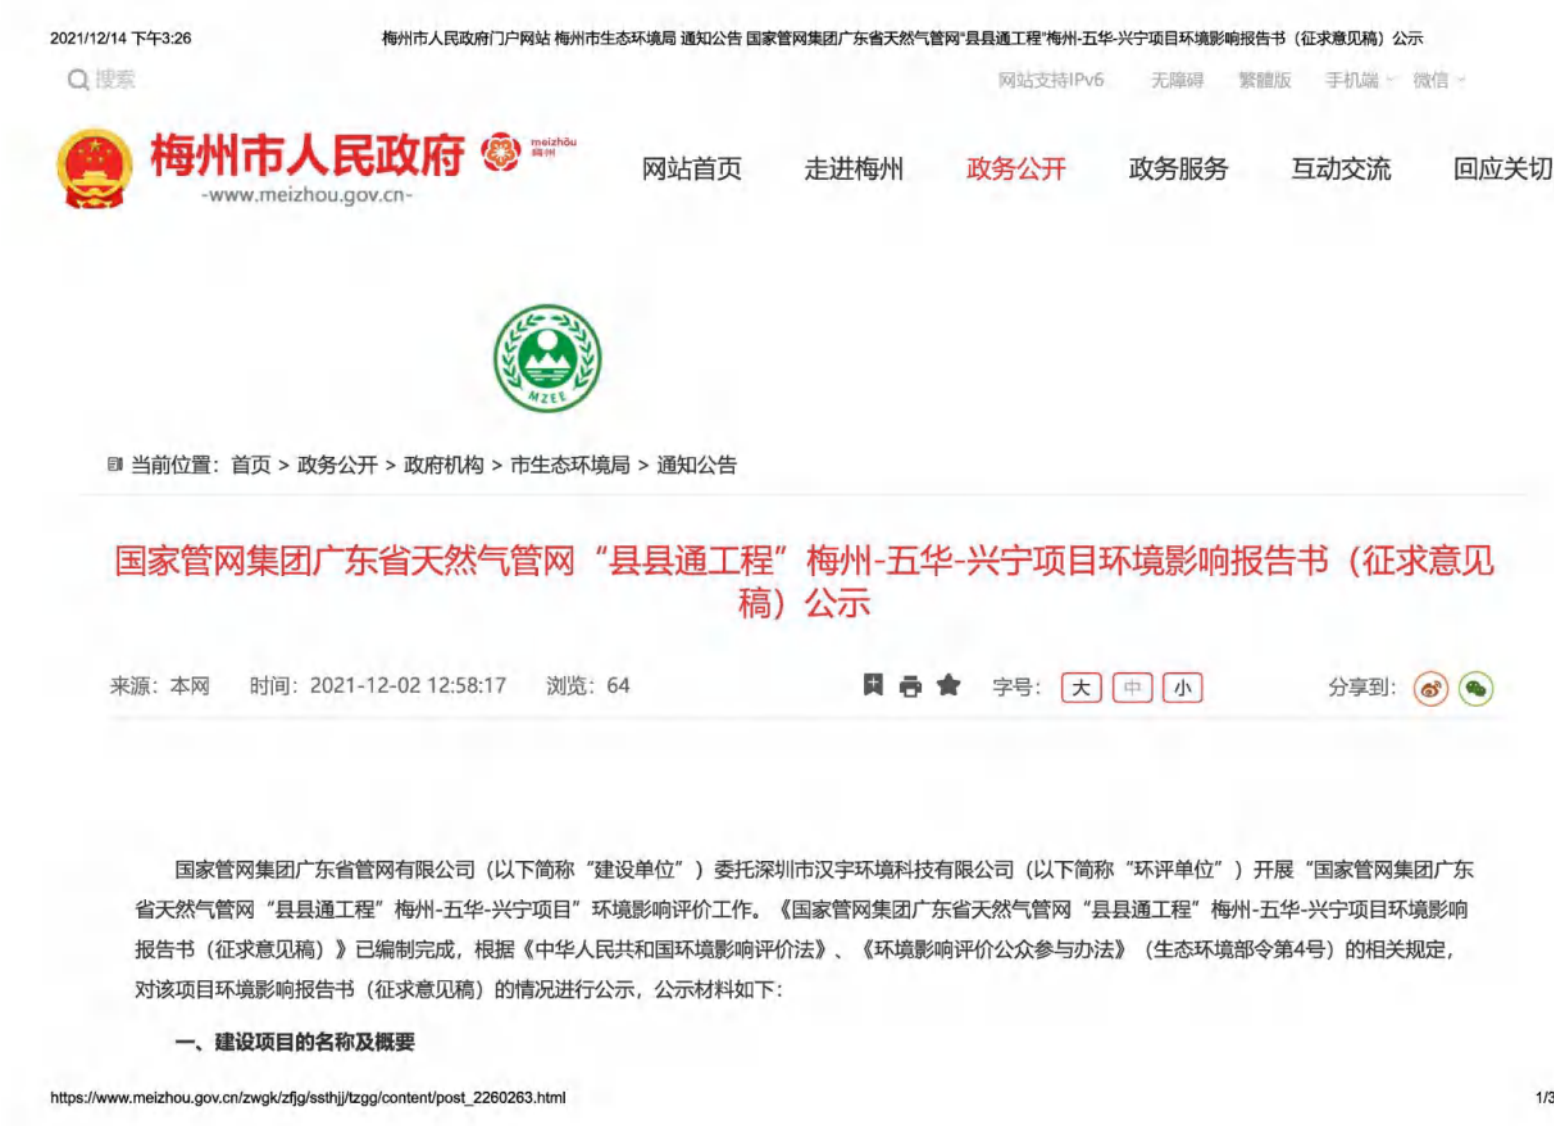 2021/12/14 下午3:26 梅州市人民政府门户网站 梅州市生态环境局 通知公告 国家管网集团广东省天然气管网“县县通工程”梅州-五华-兴宁项目环境影响报告书（征求意见稿）公示
搜索 网站支持IPv6 无障碍 繁體版 手机端 微信
梅州市人民政府 meizhōu 梅州
-www.meizhou.gov.cn-
网站首页 走进梅州 政务公开 政务服务 互动交流 回应关切
MZEE
当前位置：首页 > 政务公开 > 政府机构 > 市生态环境局 > 通知公告
国家管网集团广东省天然气管网“县县通工程”梅州-五华-兴宁项目环境影响报告书（征求意见
稿）公示
来源：本网 时间：2021-12-02 12:58:17 浏览：64 字号： 大 中 小 分享到：
国家管网集团广东省管网有限公司（以下简称“建设单位”）委托深圳市汉宇环境科技有限公司（以下简称“环评单位”）开展“国家管网集团广东
省天然气管网“县县通工程”梅州-五华-兴宁项目”环境影响评价工作。《国家管网集团广东省天然气管网“县县通工程”梅州-五华-兴宁项目环境影响
报告书（征求意见稿）》已编制完成，根据《中华人民共和国环境影响评价法》、《环境影响评价公众参与办法》（生态环境部令第4号）的相关规定，
对该项目环境影响报告书（征求意见稿）的情况进行公示，公示材料如下：
一、建设项目的名称及概要
https://www.meizhou.gov.cn/zwgk/zfjg/ssthjj/tzgg/content/post_2260263.html 1/3